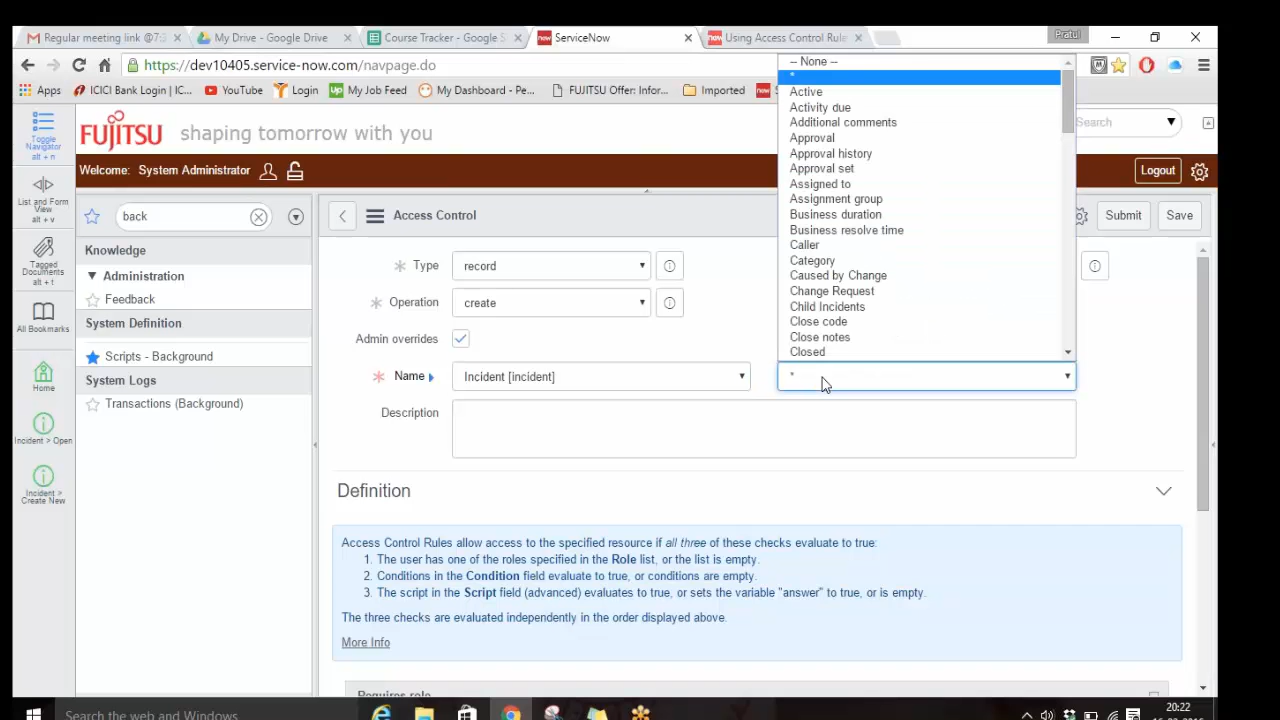 Regular meeting link @7:
My Drive - Google Drive
Course Tracker - Google S
ServiceNow
Using Access Control Rule
Pratul
https://dev10405.service-now.com/navpage.do
Apps
ICICI Bank Login | IC...
YouTube
Login
My Job Feed
My Dashboard - Pe...
FUJITSU Offer: Infor...
Imported
Toggle Navigator
alt + n
FUJITSU
shaping tomorrow with you
Search
Welcome: System Administrator
Logout
List and Form View
alt + v
Tagged Documents
alt + t
All Bookmarks
Home
Incident > Open
Incident > Create New
back
Knowledge
Administration
Feedback
System Definition
Scripts - Background
System Logs
Transactions (Background)
Access Control
Submit
Save
Type
record
Operation
create
Admin overrides
Name
Incident [incident]
*
Description
-- None --
*
Active
Activity due
Additional comments
Approval
Approval history
Approval set
Assigned to
Assignment group
Business duration
Business resolve time
Caller
Category
Caused by Change
Change Request
Child Incidents
Close code
Close notes
Closed
Definition
Access Control Rules allow access to the specified resource if all three of these checks evaluate to true:
1. The user has one of the roles specified in the Role list, or the list is empty.
2. Conditions in the Condition field evaluate to true, or conditions are empty.
3. The script in the Script field (advanced) evaluates to true, or sets the variable "answer" to true, or is empty.
The three checks are evaluated independently in the order displayed above.
More Info
Requires role
Search the web and Windows
20:22